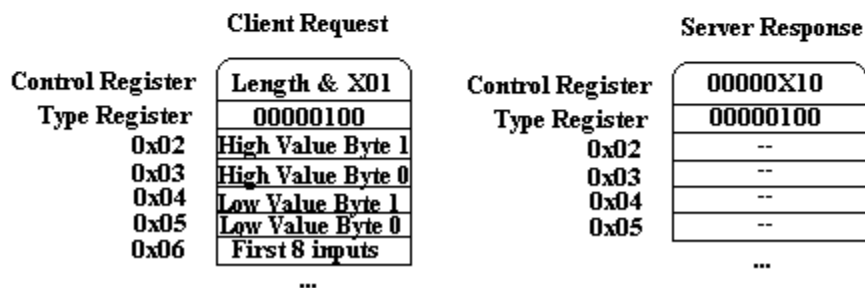 Client Request
Control Register Length & X01
Type Register 00000100
0x02 High Value Byte 1
0x03 High Value Byte 0
0x04 Low Value Byte 1
0x05 Low Value Byte 0
0x06 First 8 inputs
...
Server Response
Control Register 00000X10
Type Register 00000100
0x02 --
0x03 --
0x04 --
0x05 --
...